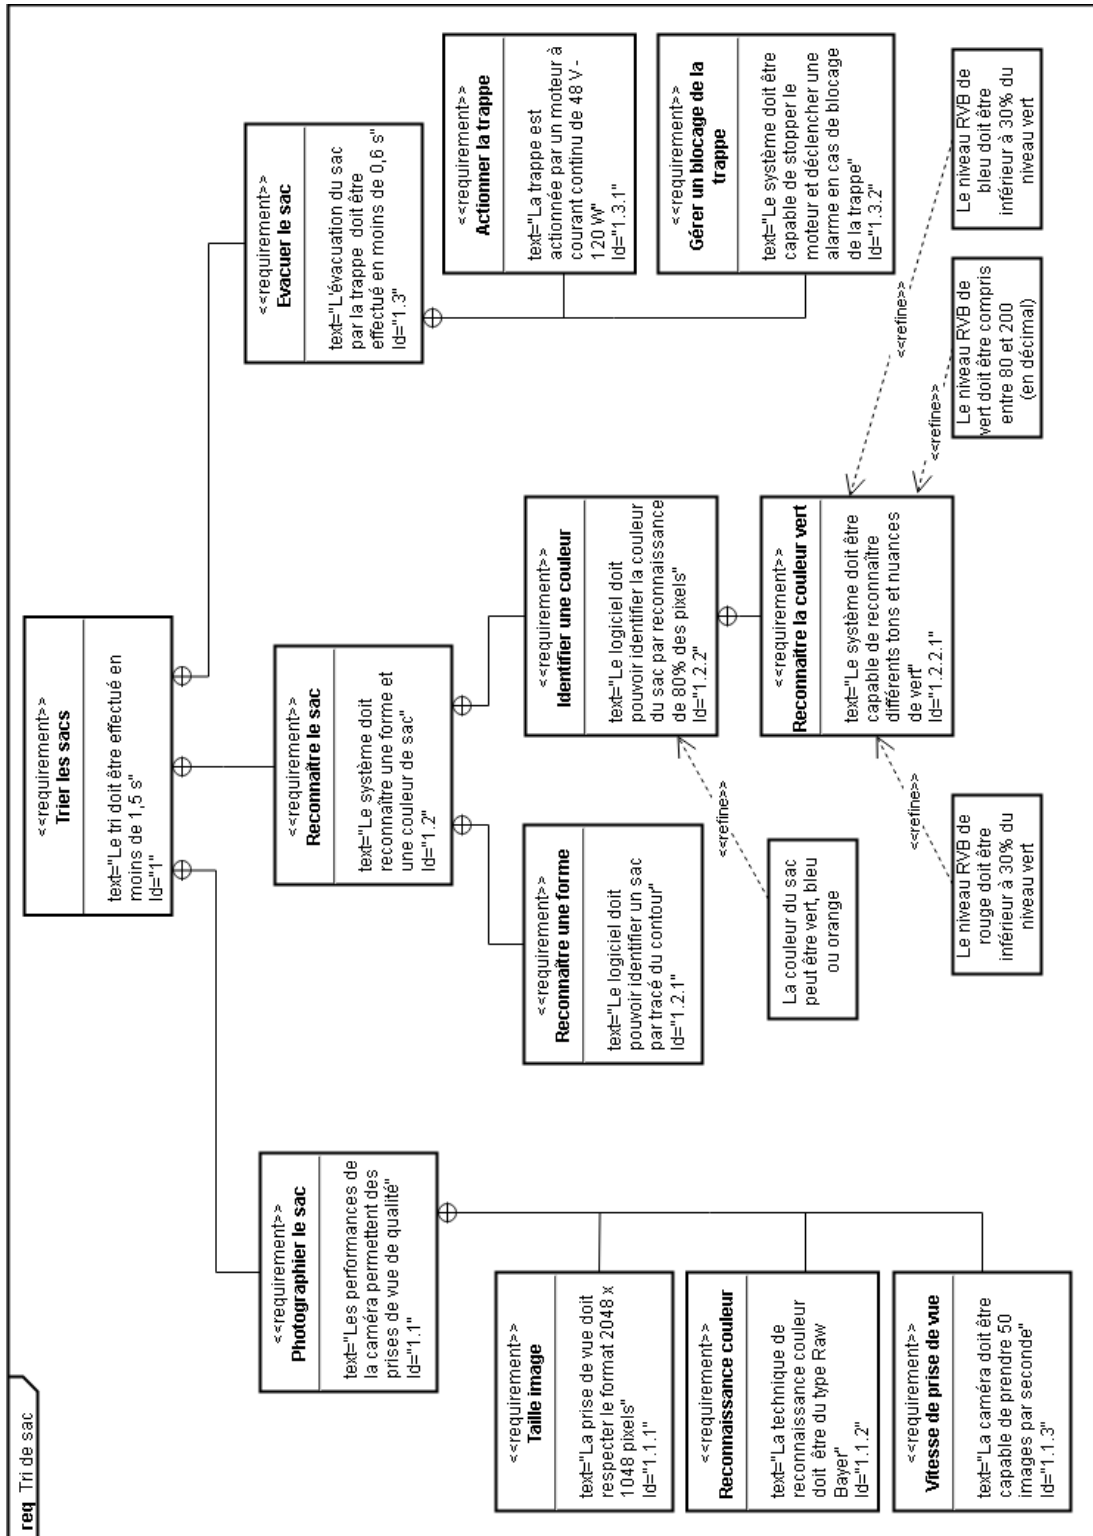 req Tri de sac
<<requirement>>
Trier les sacs
text="Le tri doit être effectué en
moins de 1,5 s"
Id="1"
<<requirement>>
Photographier le sac
text="Les performances de
la caméra permettent des
prises de vue de qualité"
Id="1.1"
<<requirement>>
Reconnaître le sac
text="Le système doit
reconnaître une forme et
une couleur de sac"
Id="1.2"
<<requirement>>
Evacuer le sac
text="L'évacuation du sac
par la trappe doit être
effectué en moins de 0,6 s"
Id="1.3"
<<requirement>>
Taille image
text="La prise de vue doit
respecter le format 2048 x
1048 pixels"
Id="1.1.1"
<<requirement>>
Reconnaissance couleur
text="La technique de
reconnaissance couleur
doit être du type Raw
Bayer"
Id="1.1.2"
<<requirement>>
Vitesse de prise de vue
text="La caméra doit être
capable de prendre 50
images par seconde"
Id="1.1.3"
<<requirement>>
Reconnaître une forme
text="Le logiciel doit
pouvoir identifier un sac
par tracé du contour"
Id="1.2.1"
<<requirement>>
Identifier une couleur
text="Le logiciel doit
pouvoir identifier la couleur
du sac par reconnaissance
de 80% des pixels"
Id="1.2.2"
<<refine>>
La couleur du sac
peut être vert, bleu
ou orange
<<requirement>>
Reconnaitre la couleur vert
text="Le système doit être
capable de reconnaître
différents tons et nuances
de vert"
Id="1.2.2.1"
<<refine>>
Le niveau RVB de
rouge doit être
inférieur à 30% du
niveau vert
<<refine>>
Le niveau RVB de
vert doit être compris
entre 80 et 200
(en décimal)
<<refine>>
Le niveau RVB de
bleu doit être
inférieur à 30% du
niveau vert
<<requirement>>
Actionner la trappe
text="La trappe est
actionnée par un moteur à
courant continu de 48 V -
120 W"
Id="1.3.1"
<<requirement>>
Gérer un blocage de la
trappe
text="Le système doit être
capable de stopper le
moteur et déclencher une
alarme en cas de blocage
de la trappe"
Id="1.3.2"